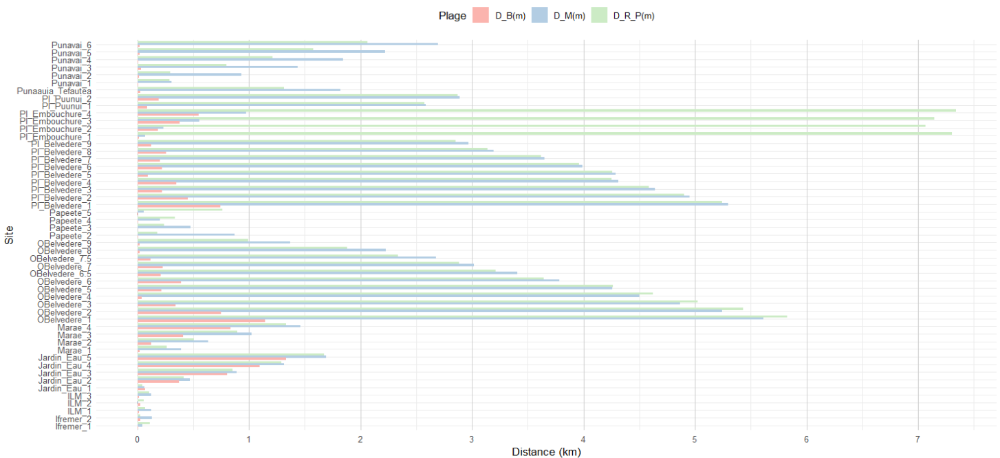 Plage D_B(m) D_M(m) D_R_P(m)
Punavai_6
Punavai_5
Punavai_4
Punavai_3
Punavai_2
Punavai_1
Punaauia_Tefautea
PI_Puunui_2
PI_Puunui_1
PI_Embouchure_4
PI_Embouchure_3
PI_Embouchure_2
PI_Embouchure_1
PI_Belvedere_9
PI_Belvedere_8
PI_Belvedere_7
PI_Belvedere_6
PI_Belvedere_5
PI_Belvedere_4
PI_Belvedere_3
PI_Belvedere_2
PI_Belvedere_1
Papeete_5
Papeete_4
Papeete_3
Papeete_2
OBelvedere_9
OBelvedere_8
OBelvedere_7.5
OBelvedere_7
OBelvedere_6.5
OBelvedere_6
OBelvedere_5
OBelvedere_4
OBelvedere_3
OBelvedere_2
OBelvedere_1
Marae_4
Marae_3
Marae_2
Marae_1
Jardin_Eau_5
Jardin_Eau_4
Jardin_Eau_3
Jardin_Eau_2
Jardin_Eau_1
ILM_3
ILM_2
ILM_1
Ifremer_2
Ifremer_1
Site
0 1 2 3 4 5 6 7
Distance (km)